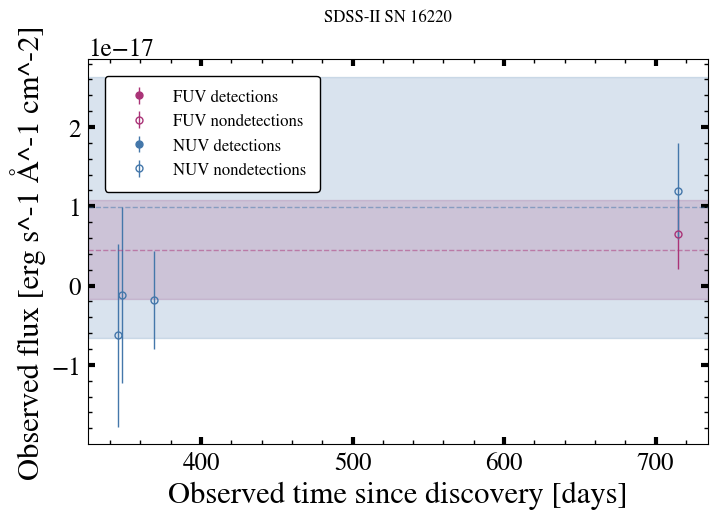 SDSS-II SN 16220
1e−17
Observed flux [erg s^-1 Å^-1 cm^-2]
FUV detections
FUV nondetections
NUV detections
NUV nondetections
2
1
0
−1
400 500 600 700
Observed time since discovery [days]